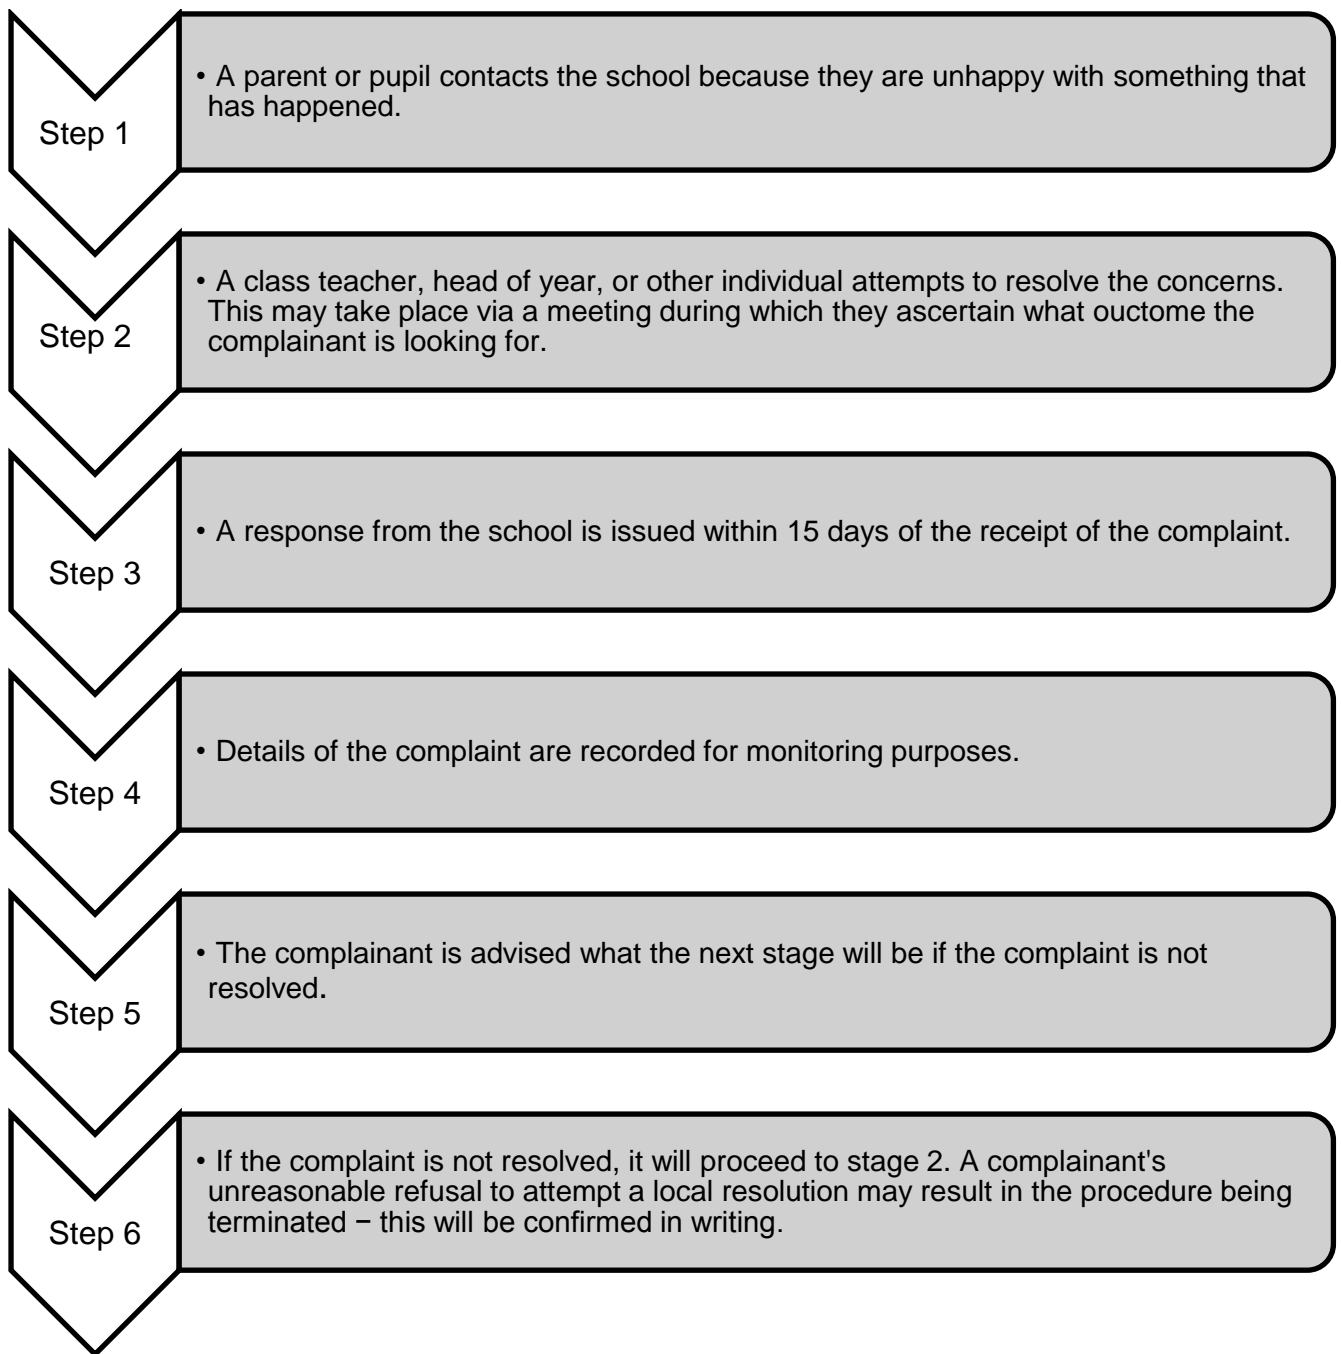 Step 1
• A parent or pupil contacts the school because they are unhappy with something that
has happened.
Step 2
• A class teacher, head of year, or other individual attempts to resolve the concerns.
This may take place via a meeting during which they ascertain what ouctome the
complainant is looking for.
Step 3
• A response from the school is issued within 15 days of the receipt of the complaint.
Step 4
• Details of the complaint are recorded for monitoring purposes.
Step 5
• The complainant is advised what the next stage will be if the complaint is not
resolved.
Step 6
• If the complaint is not resolved, it will proceed to stage 2. A complainant's
unreasonable refusal to attempt a local resolution may result in the procedure being
terminated − this will be confirmed in writing.